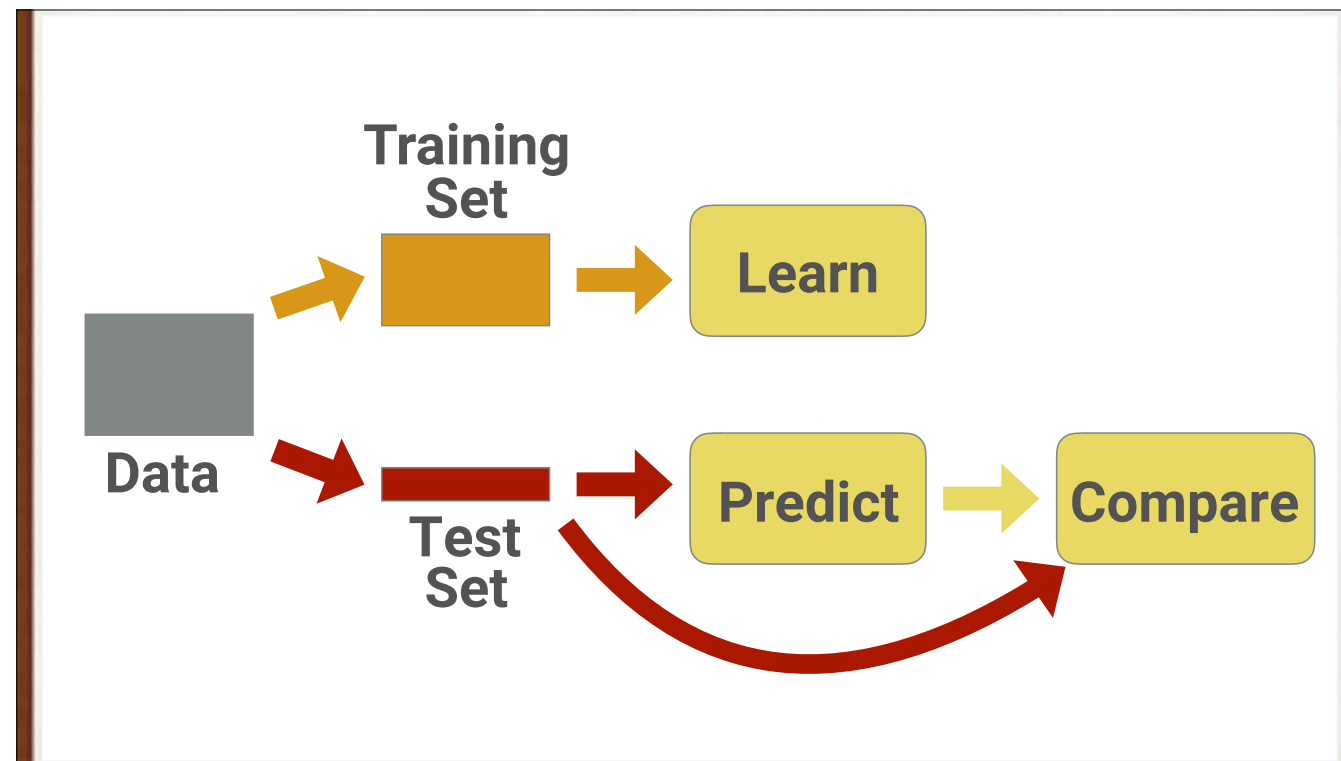 Training
Set
Learn
Data
Predict
Compare
Test
Set